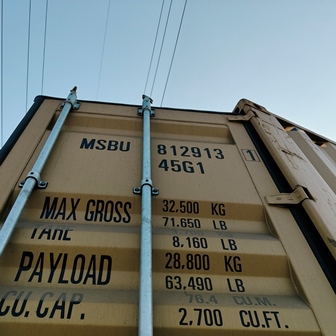 MSBU 812913 1
45G1
MAX GROSS 32,500 KG
71,650 LB
TARE
8,160 LB
PAYLOAD 28,800 KG
63,490 LB
CU. CAP. 76.4 CU.M.
2,700 CU.FT.